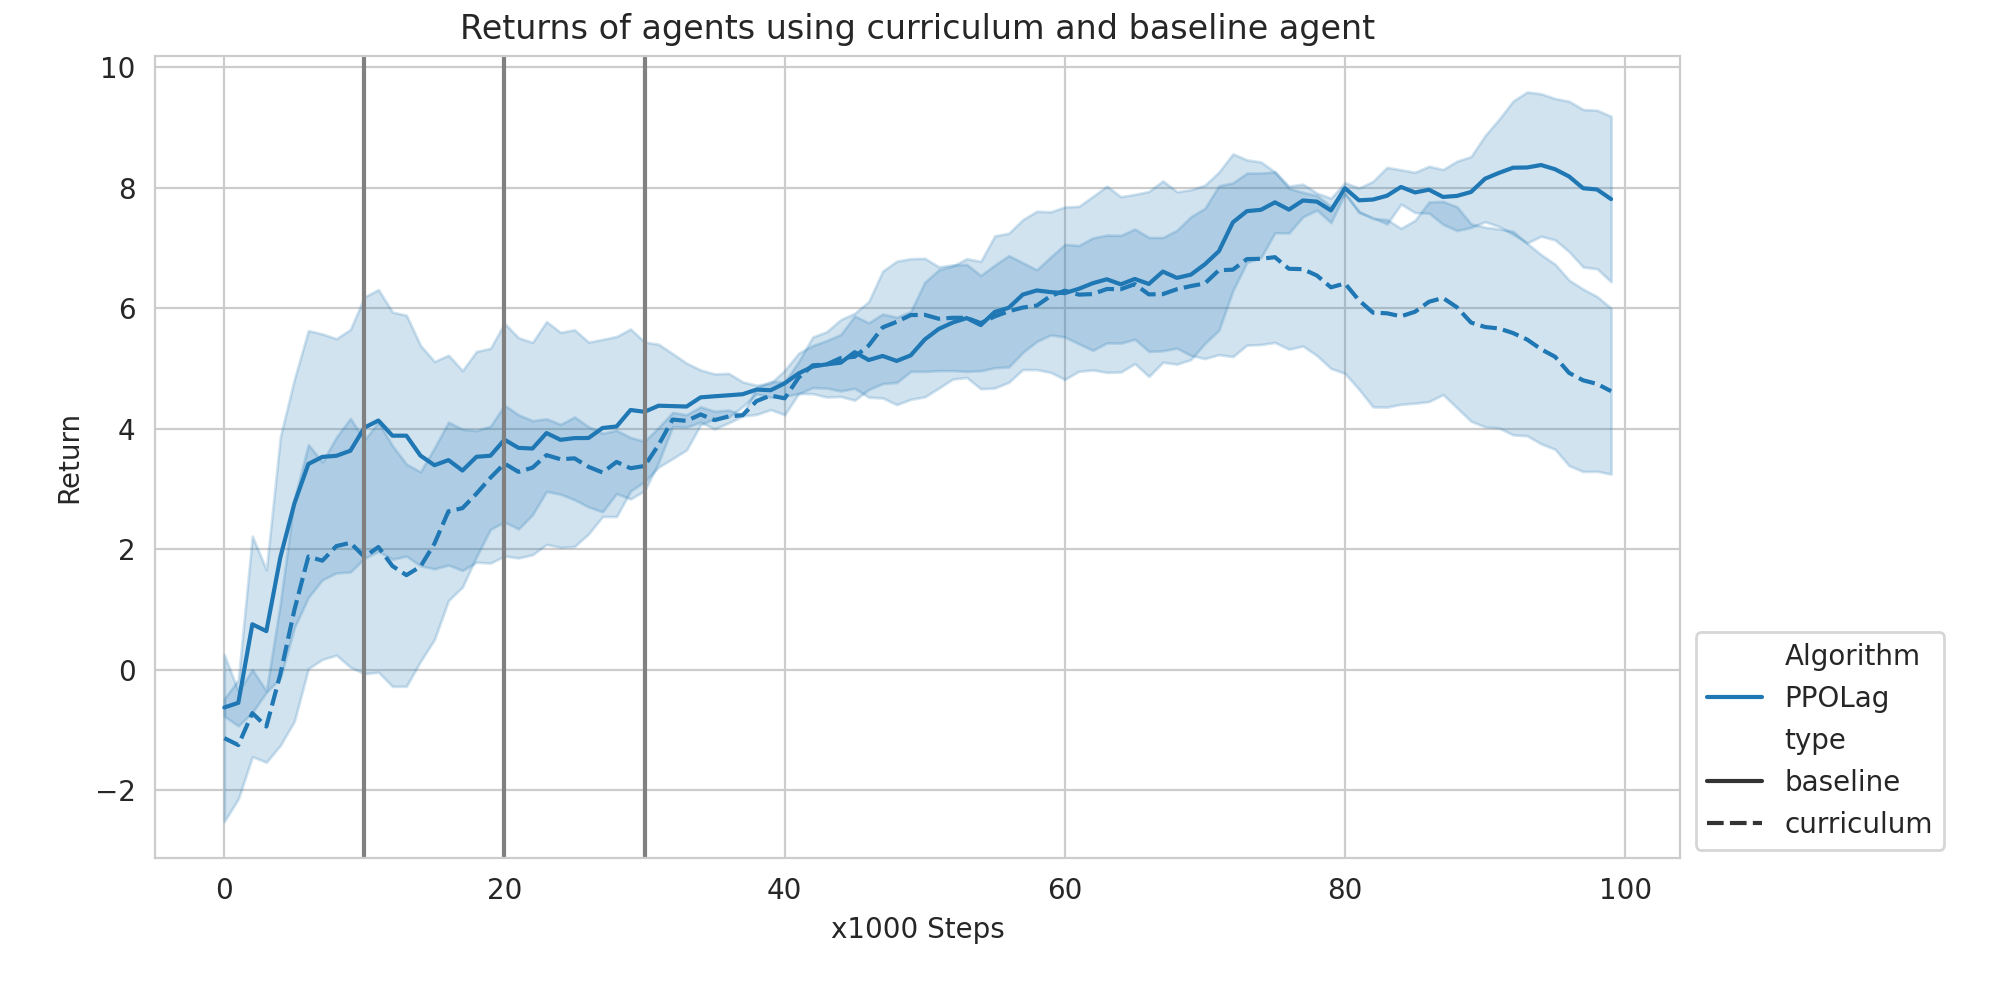 Returns of agents using curriculum and baseline agent
10
8
6
4
2
0
−2
Return
0 20 40 60 80 100
x1000 Steps
Algorithm
PPOLag
type
baseline
curriculum